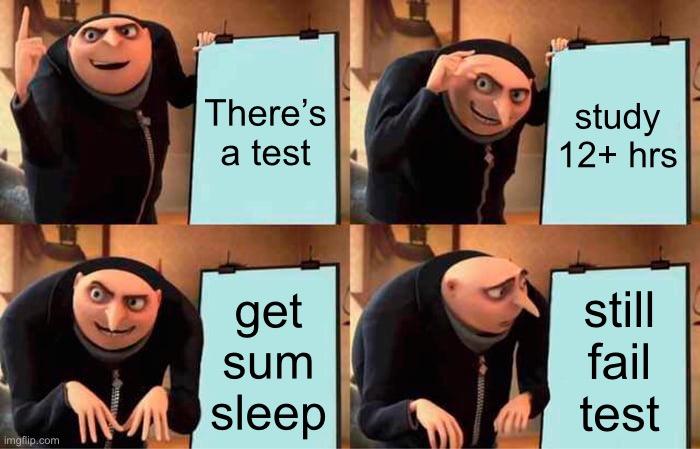 There’s
a test
study
12+ hrs
get
sum
sleep
still
fail
test
imgflip.com